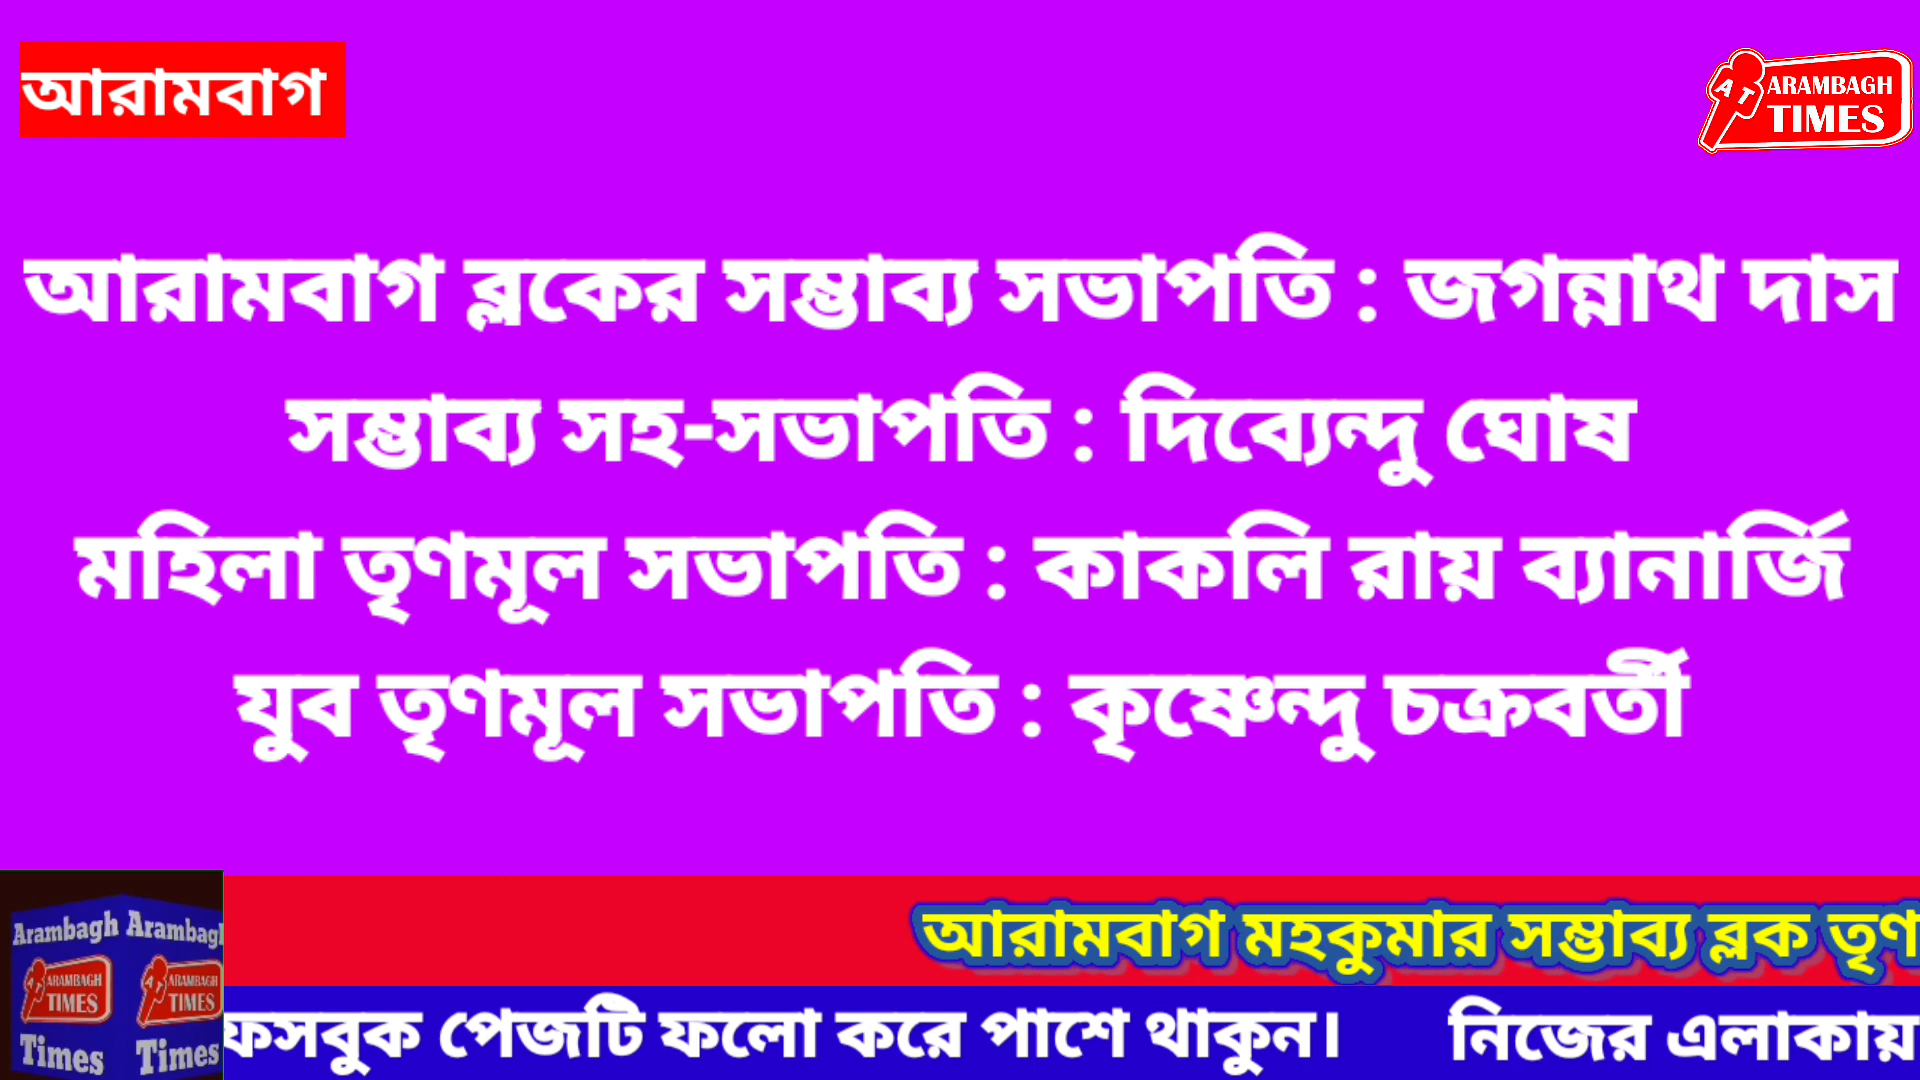 আরামবাগ
ARAMBAGH
TIMES
আরামবাগ ব্লকের সম্ভাব্য সভাপতি : জগন্নাথ দাস
সম্ভাব্য সহ-সভাপতি : দিব্যেন্দু ঘোষ
মহিলা তৃণমূল সভাপতি : কাকলি রায় ব্যানার্জি
যুব তৃণমূল সভাপতি : কৃষ্ণেন্দু চক্রবর্তী
আরামবাগ মহকুমার সম্ভাব্য ব্লক তৃণ
ফসবুক পেজটি ফলো করে পাশে থাকুন। নিজের এলাকায়
Arambagh Arambagh
ARAMBAGH TIMES ARAMBAGH TIMES
Times Times